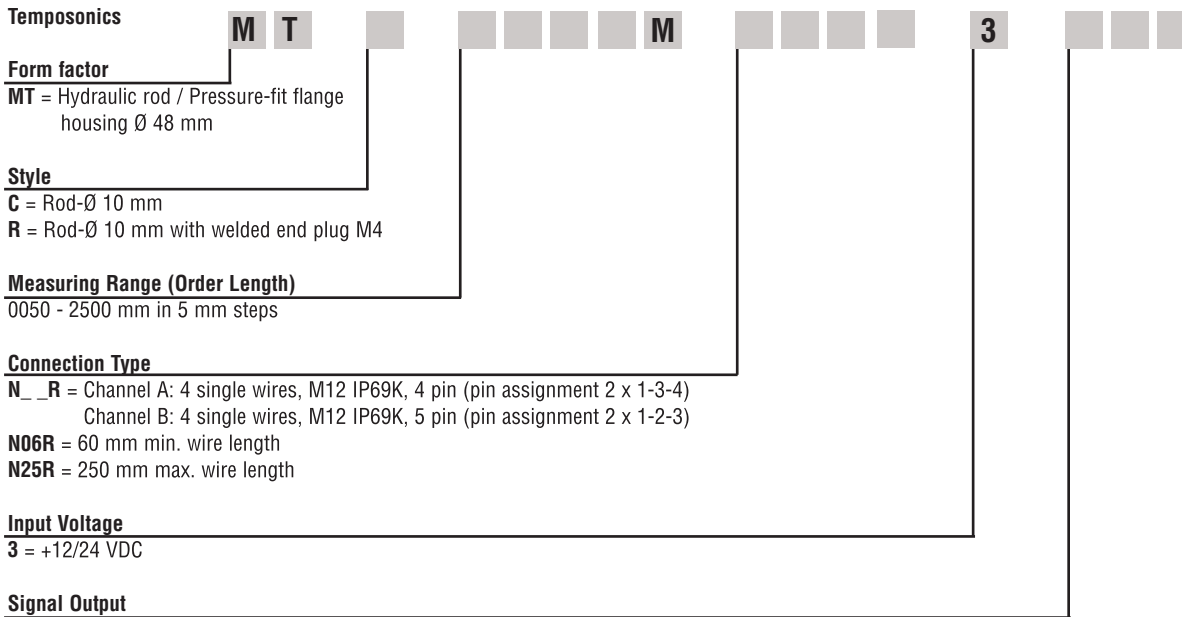 Temposonics
M T M 3
Form factor
MT = Hydraulic rod / Pressure-fit flange
housing Ø 48 mm
Style
C = Rod-Ø 10 mm
R = Rod-Ø 10 mm with welded end plug M4
Measuring Range (Order Length)
0050 - 2500 mm in 5 mm steps
Connection Type
N_ _R = Channel A: 4 single wires, M12 IP69K, 4 pin (pin assignment 2 x 1-3-4)
Channel B: 4 single wires, M12 IP69K, 5 pin (pin assignment 2 x 1-2-3)
N06R = 60 mm min. wire length
N25R = 250 mm max. wire length
Input Voltage
3 = +12/24 VDC
Signal Output